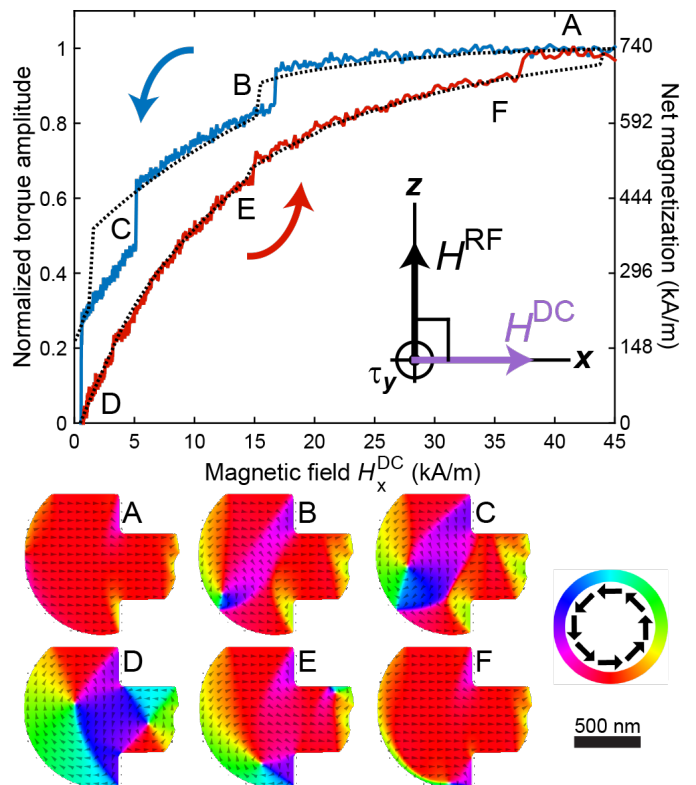 Normalized torque amplitude
1
0.8
0.6
0.4
0.2
0
740
592
444
296
148
0
Net magnetization (kA/m)
A
B
C
D
E
F
z
H^RF
H^DC
τy
x
0 5 10 15 20 25 30 35 40 45
Magnetic field H_x^DC (kA/m)
A B C
D E F
500 nm